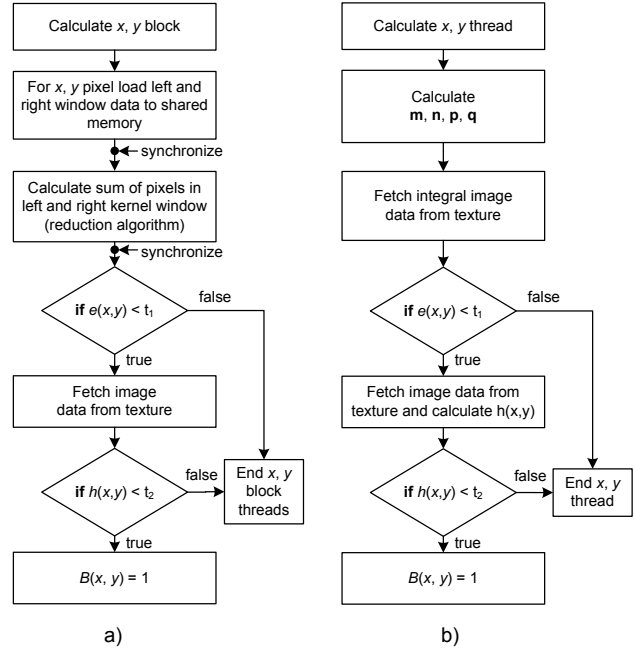 Calculate x, y block
For x, y pixel load left and
right window data to shared
memory
synchronize
Calculate sum of pixels in
left and right kernel window
(reduction algorithm)
synchronize
if e(x,y) < t₁
false
true
Fetch image
data from texture
if h(x,y) < t₂
false
End x, y
block
threads
true
B(x, y) = 1
a)
Calculate x, y thread
Calculate
m, n, p, q
Fetch integral image
data from texture
if e(x,y) < t₁
false
true
Fetch image data from
texture and calculate h(x,y)
if h(x,y) < t₂
false
End x, y
thread
true
B(x, y) = 1
b)